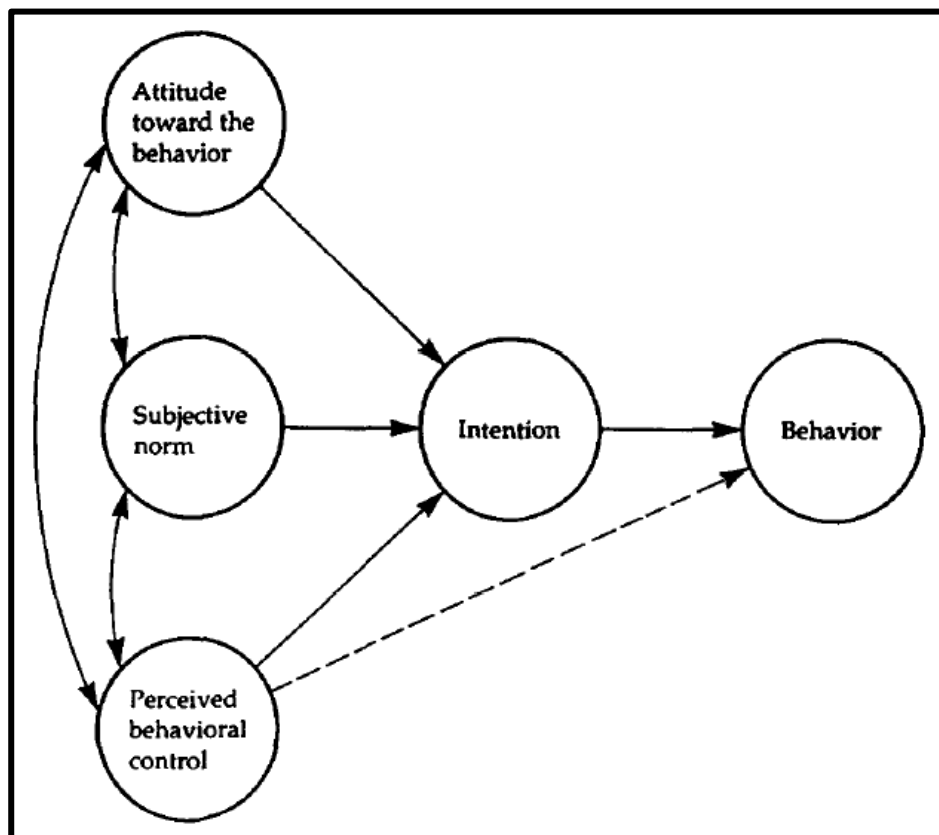 Attitude
toward the
behavior
Subjective
norm
Intention
Behavior
Perceived
behavioral
control